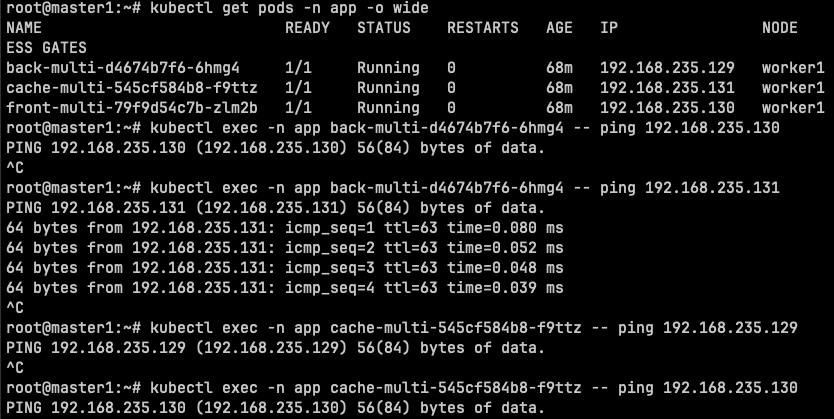 root@master1:~# kubectl get pods -n app -o wide
NAME READY STATUS RESTARTS AGE IP NODE
ESS GATES
back-multi-d4674b7f6-6hmg4 1/1 Running 0 68m 192.168.235.129 worker1
cache-multi-545cf584b8-f9ttz 1/1 Running 0 68m 192.168.235.131 worker1
front-multi-79f9d54c7b-zlm2b 1/1 Running 0 68m 192.168.235.130 worker1
root@master1:~# kubectl exec -n app back-multi-d4674b7f6-6hmg4 -- ping 192.168.235.130
PING 192.168.235.130 (192.168.235.130) 56(84) bytes of data.
^C
root@master1:~# kubectl exec -n app back-multi-d4674b7f6-6hmg4 -- ping 192.168.235.131
PING 192.168.235.131 (192.168.235.131) 56(84) bytes of data.
64 bytes from 192.168.235.131: icmp_seq=1 ttl=63 time=0.080 ms
64 bytes from 192.168.235.131: icmp_seq=2 ttl=63 time=0.052 ms
64 bytes from 192.168.235.131: icmp_seq=3 ttl=63 time=0.048 ms
64 bytes from 192.168.235.131: icmp_seq=4 ttl=63 time=0.039 ms
^C
root@master1:~# kubectl exec -n app cache-multi-545cf584b8-f9ttz -- ping 192.168.235.129
PING 192.168.235.129 (192.168.235.129) 56(84) bytes of data.
^C
root@master1:~# kubectl exec -n app cache-multi-545cf584b8-f9ttz -- ping 192.168.235.130
PING 192.168.235.130 (192.168.235.130) 56(84) bytes of data.